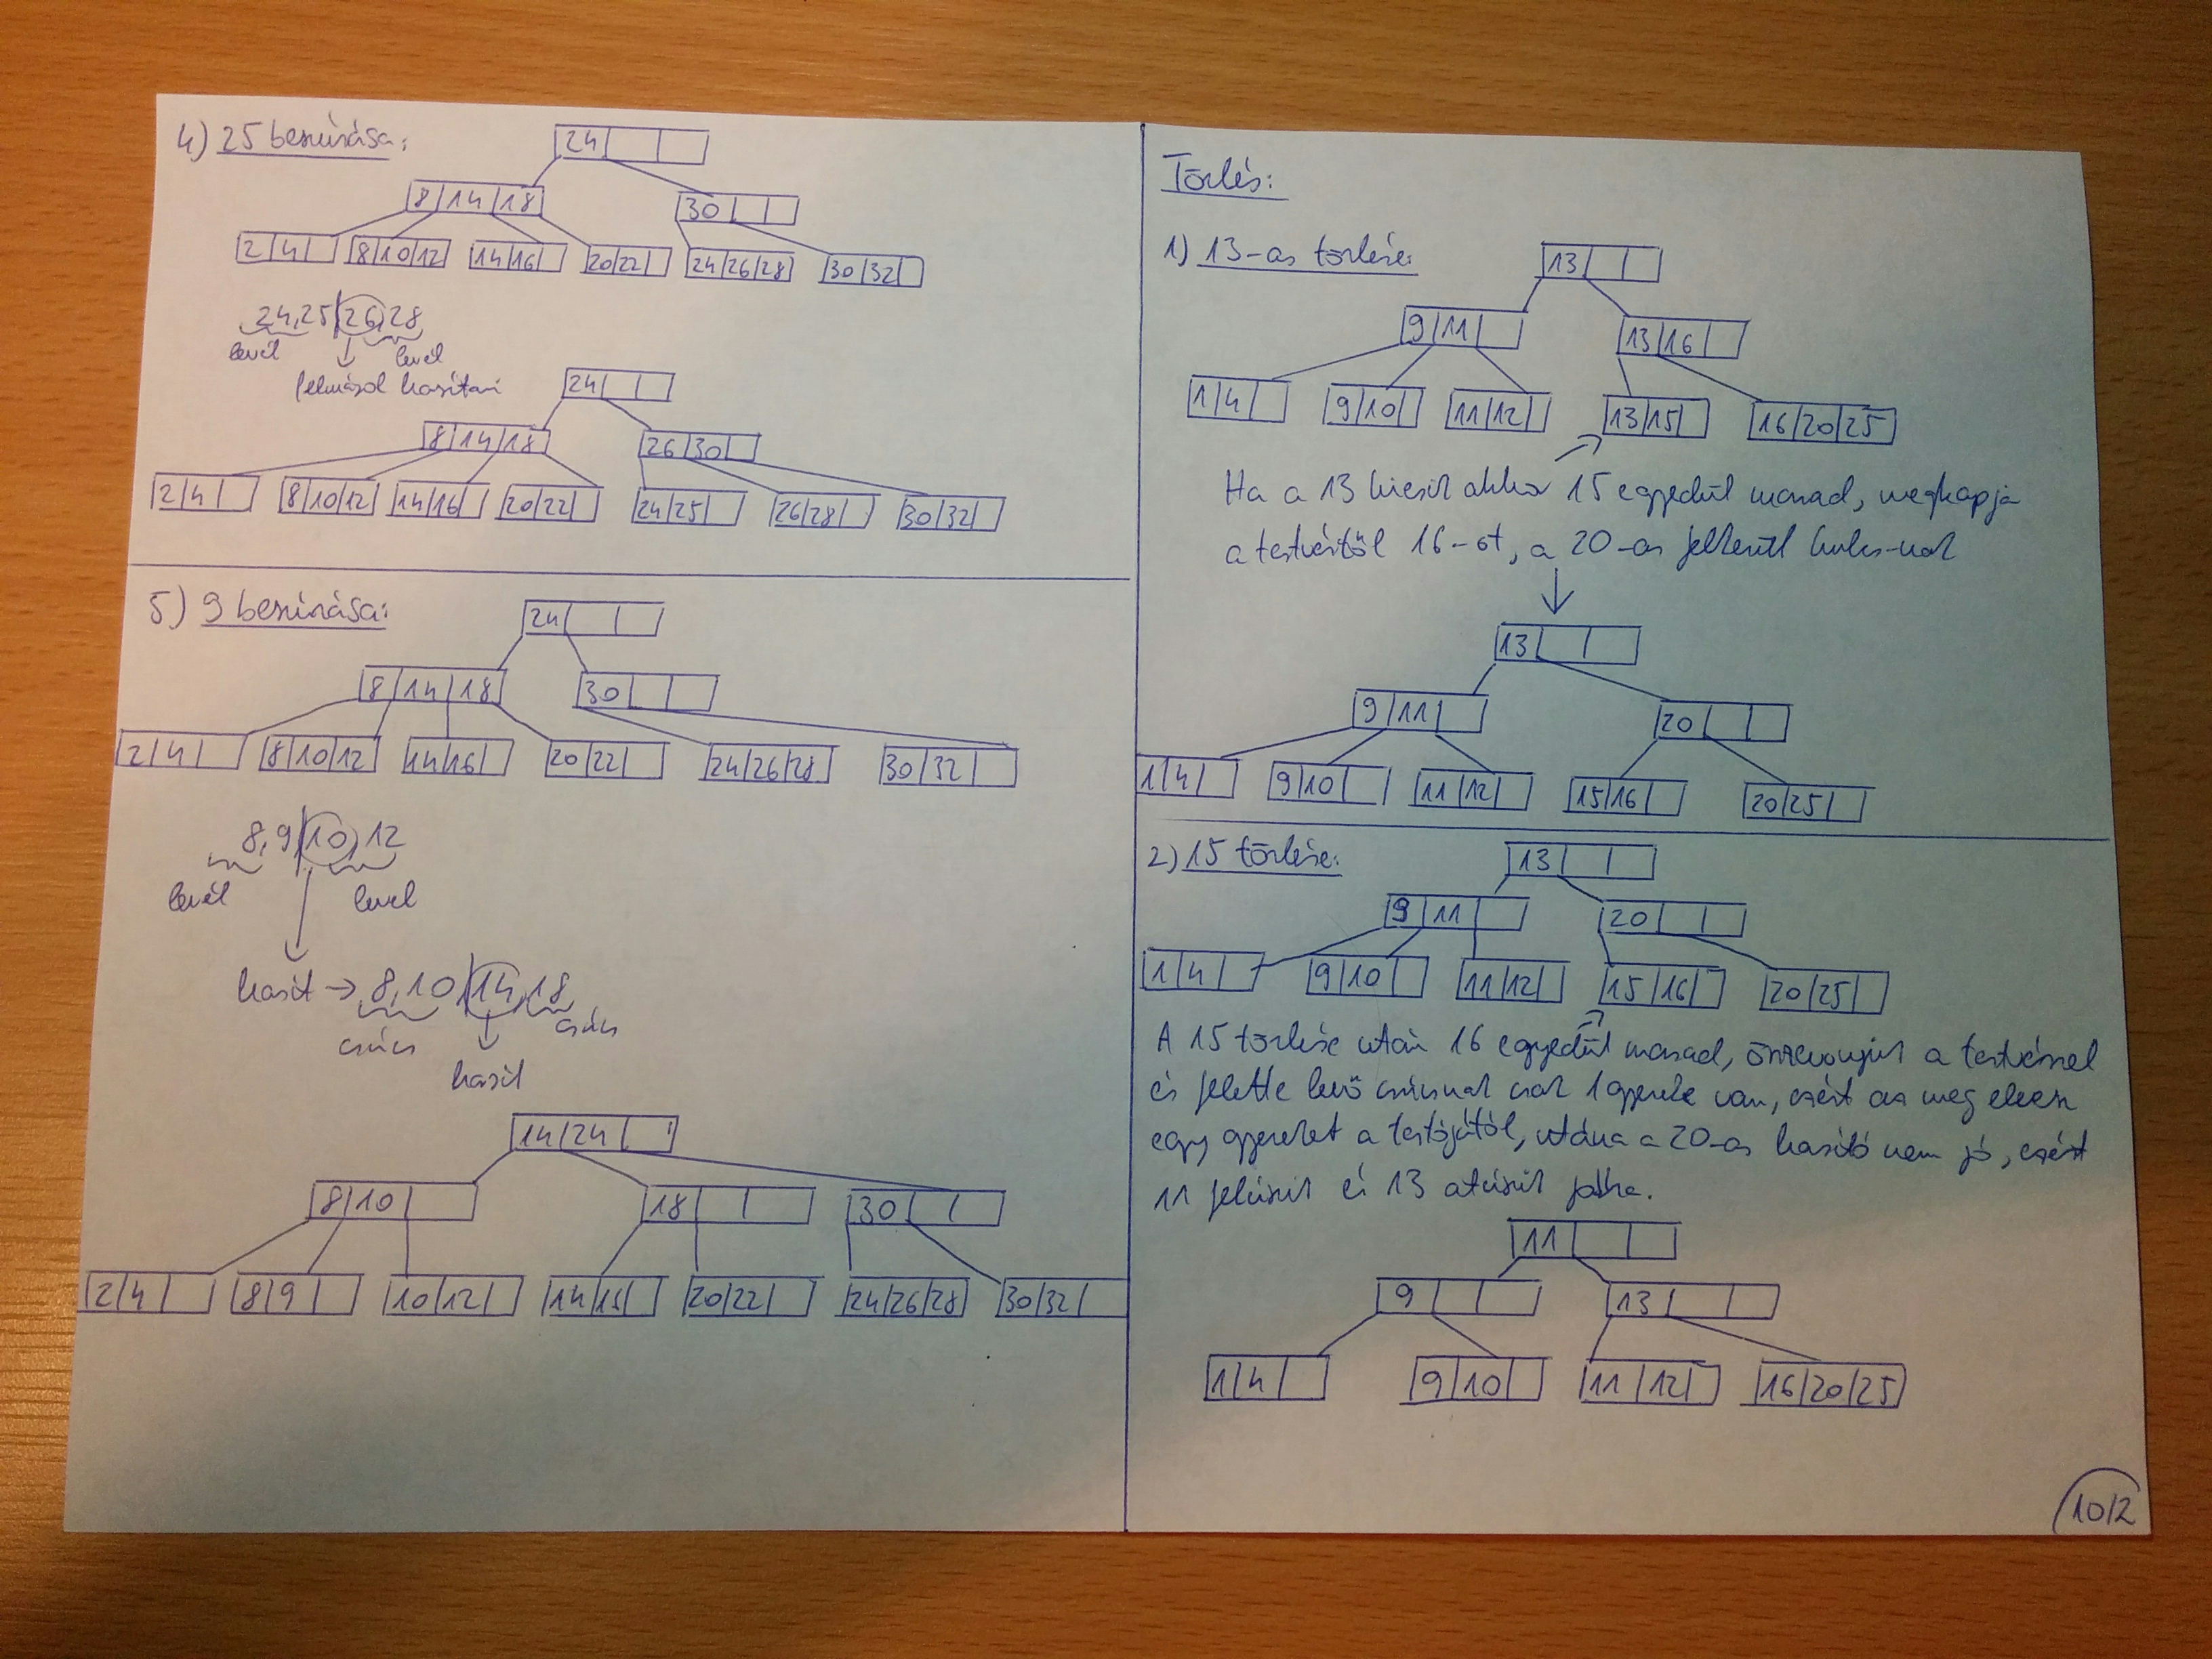 4) 25 beszúrása:
24
8 14 18
30
2 4
8 10 12
14 16
20 22
24 26 28
30 32
24,25 26,28
levél
levél
felmásol hasítani
24
8 14 18
26 30
2 4
8 10 12
14 16
20 22
24 25
26 28
30 32
5) 9 beszúrása:
24
8 14 18
30
2 4
8 10 12
14 16
20 22
24 26 28
30 32
8,9 10,12
levél
level
hasít → 8,10 14,18
csúcs
csúcs
hasít
14 24
8 10
18
30
2 4
8 9
10 12
14 15
20 22
24 26 28
30 32
Törlés:
1) 13-as törlése:
13
9 11
13 16
1 4
9 10
11 12
13 15
16 20 25
Ha a 13 kiesik akkor 15 egyedül marad, megkapja
a testvértől 16-ot, a 20-as felkerül
13
9 11
20
1 4
9 10
11 12
15 16
20 25
2) 15 törlése:
13
9 11
20
1 4
9 10
11 12
15 16
20 25
A 15 törlése után 16 egyedül marad, összevonjuk a testvérrel
és felette levő csúcsnak csak 1 gyereke van, ezért az meg elvesz
egy gyereket a, utána a 20-as hasító nem jó, ezért
11 felúszik és 13 átúszik
11
9
13
1 4
9 10
11 12
16 20 25
10/2